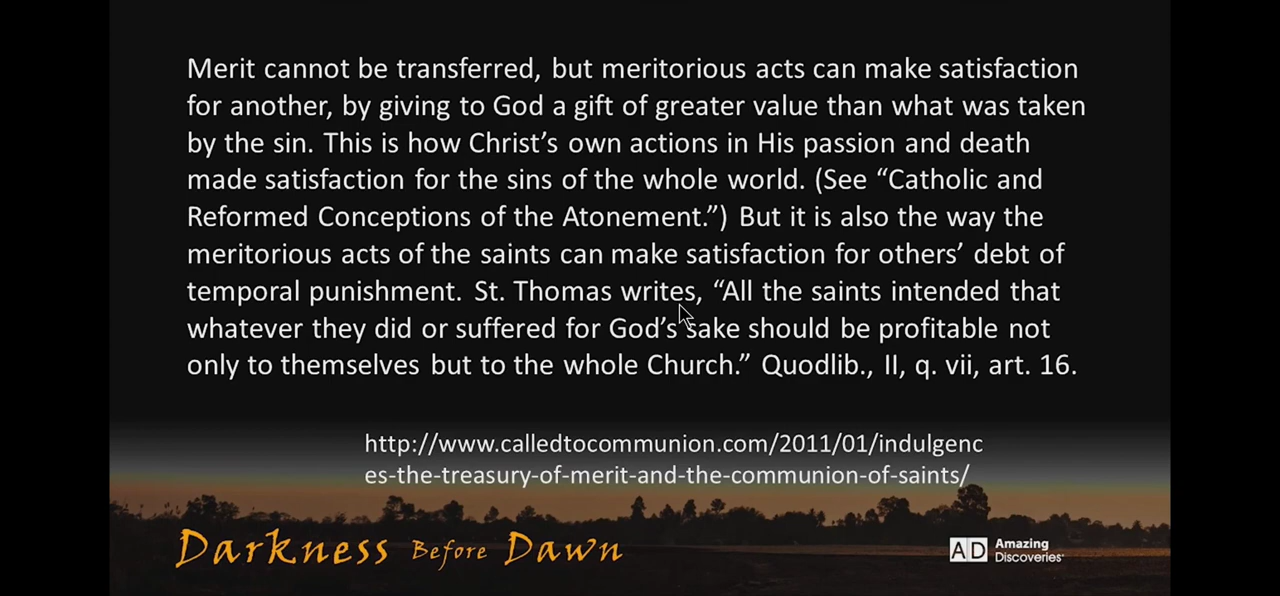 Merit cannot be transferred, but meritorious acts can make satisfaction
for another, by giving to God a gift of greater value than what was taken
by the sin. This is how Christ’s own actions in His passion and death
made satisfaction for the sins of the whole world. (See “Catholic and
Reformed Conceptions of the Atonement.”) But it is also the way the
meritorious acts of the saints can make satisfaction for others’ debt of
temporal punishment. St. Thomas writes, “All the saints intended that
whatever they did or suffered for God’s sake should be profitable not
only to themselves but to the whole Church.” Quodlib., II, q. vii, art. 16.
http://www.calledtocommunion.com/2011/01/indulgenc
es-the-treasury-of-merit-and-the-communion-of-saints/
Darkness Before Dawn
AD Amazing
Discoveries